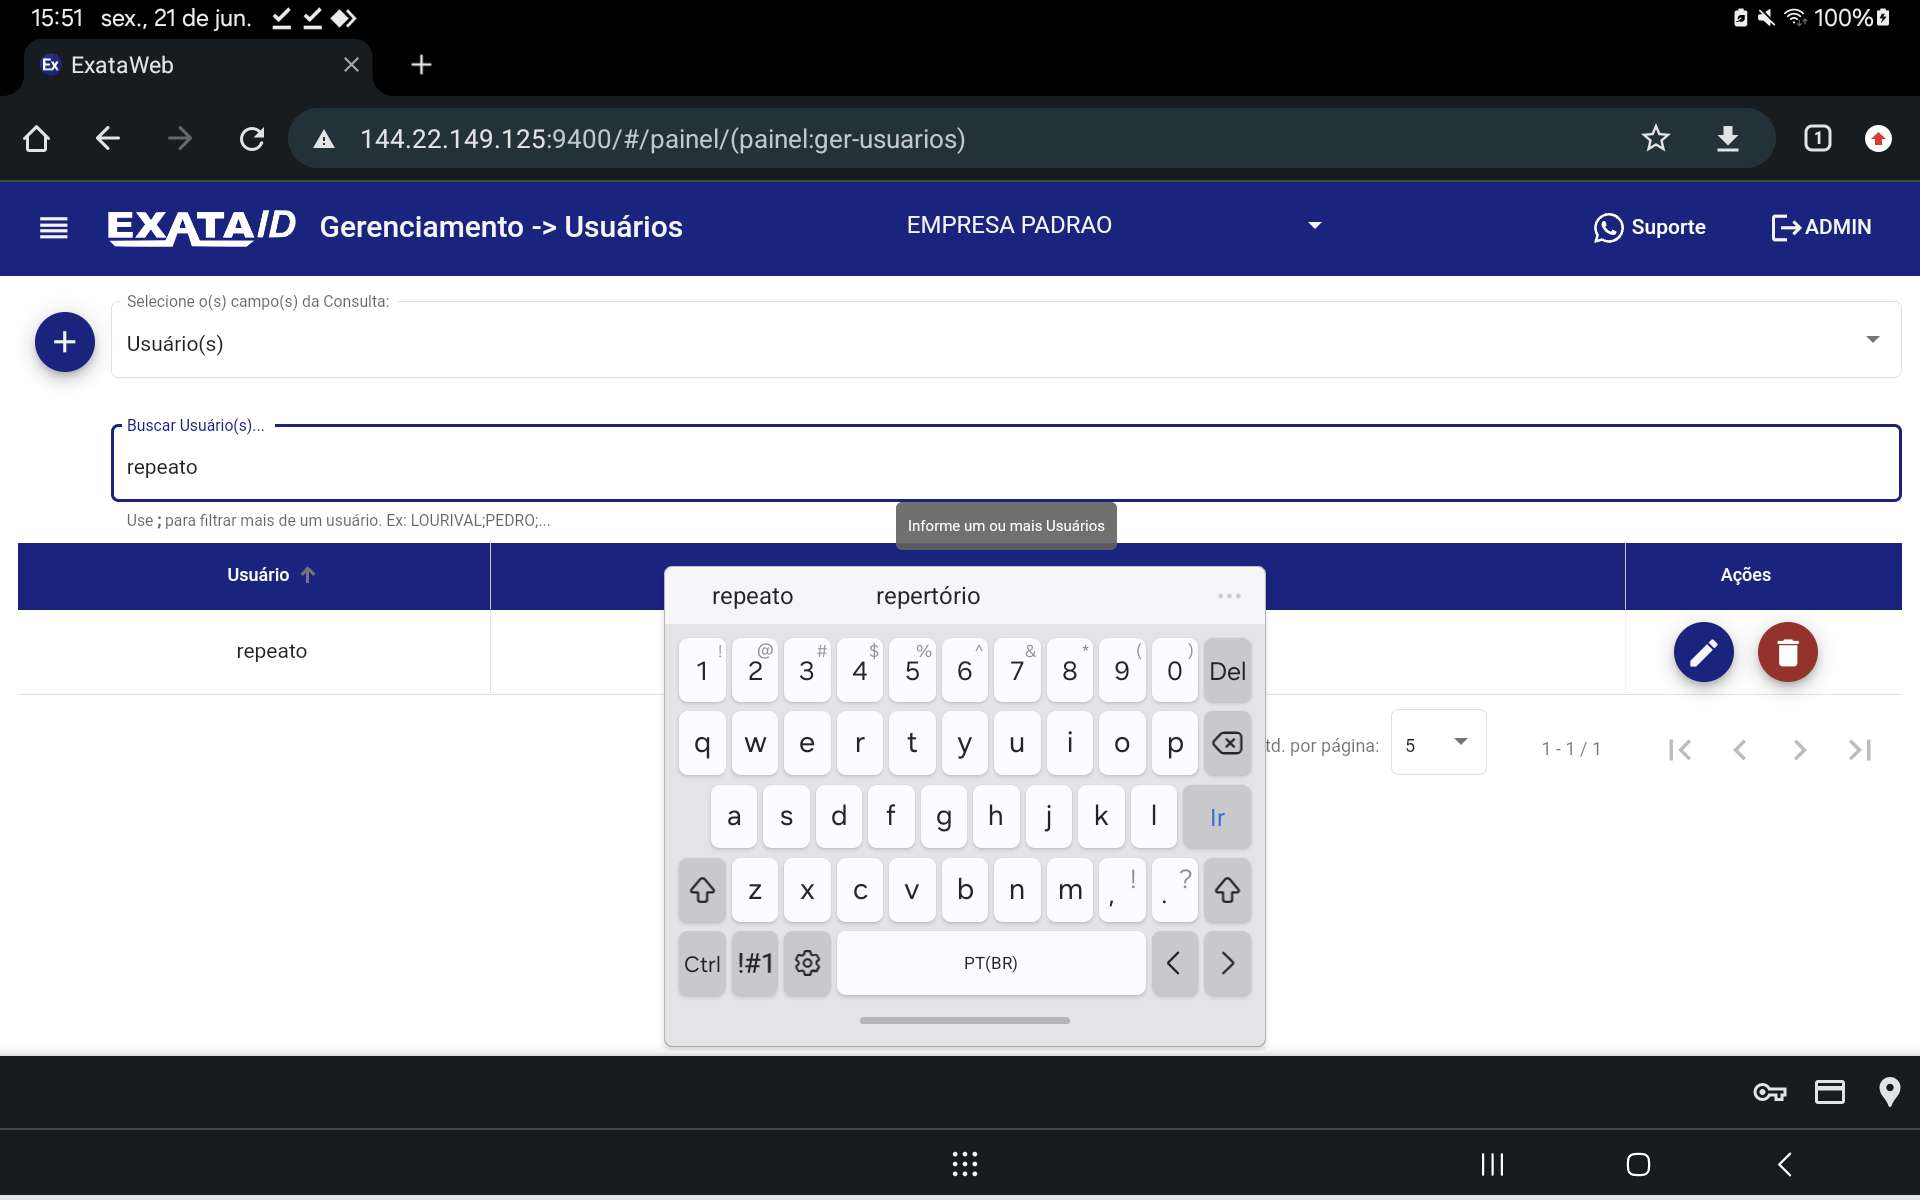 15:51 sex., 21 de jun. 100%
Ex ExataWeb
144.22.149.125:9400/#/painel/(painel:ger-usuarios) 1
EXATA/ID Gerenciamento -> Usuários EMPRESA PADRAO Suporte ADMIN
Selecione o(s) campo(s) da Consulta:
Usuário(s)
Buscar Usuário(s)...
repeato
Use ; para filtrar mais de um usuário. Ex: LOURIVAL;PEDRO;...
Informe um ou mais Usuários
Usuário Ações
repeato
td. por página: 5 1 - 1 / 1
repeato repertório ...
! @ # $ % ^ & * ( )
1 2 3 4 5 6 7 8 9 0 Del
q w e r t y u i o p
a s d f g h j k l Ir
z x c v b n m , ! . ?
Ctrl !#1 PT(BR)